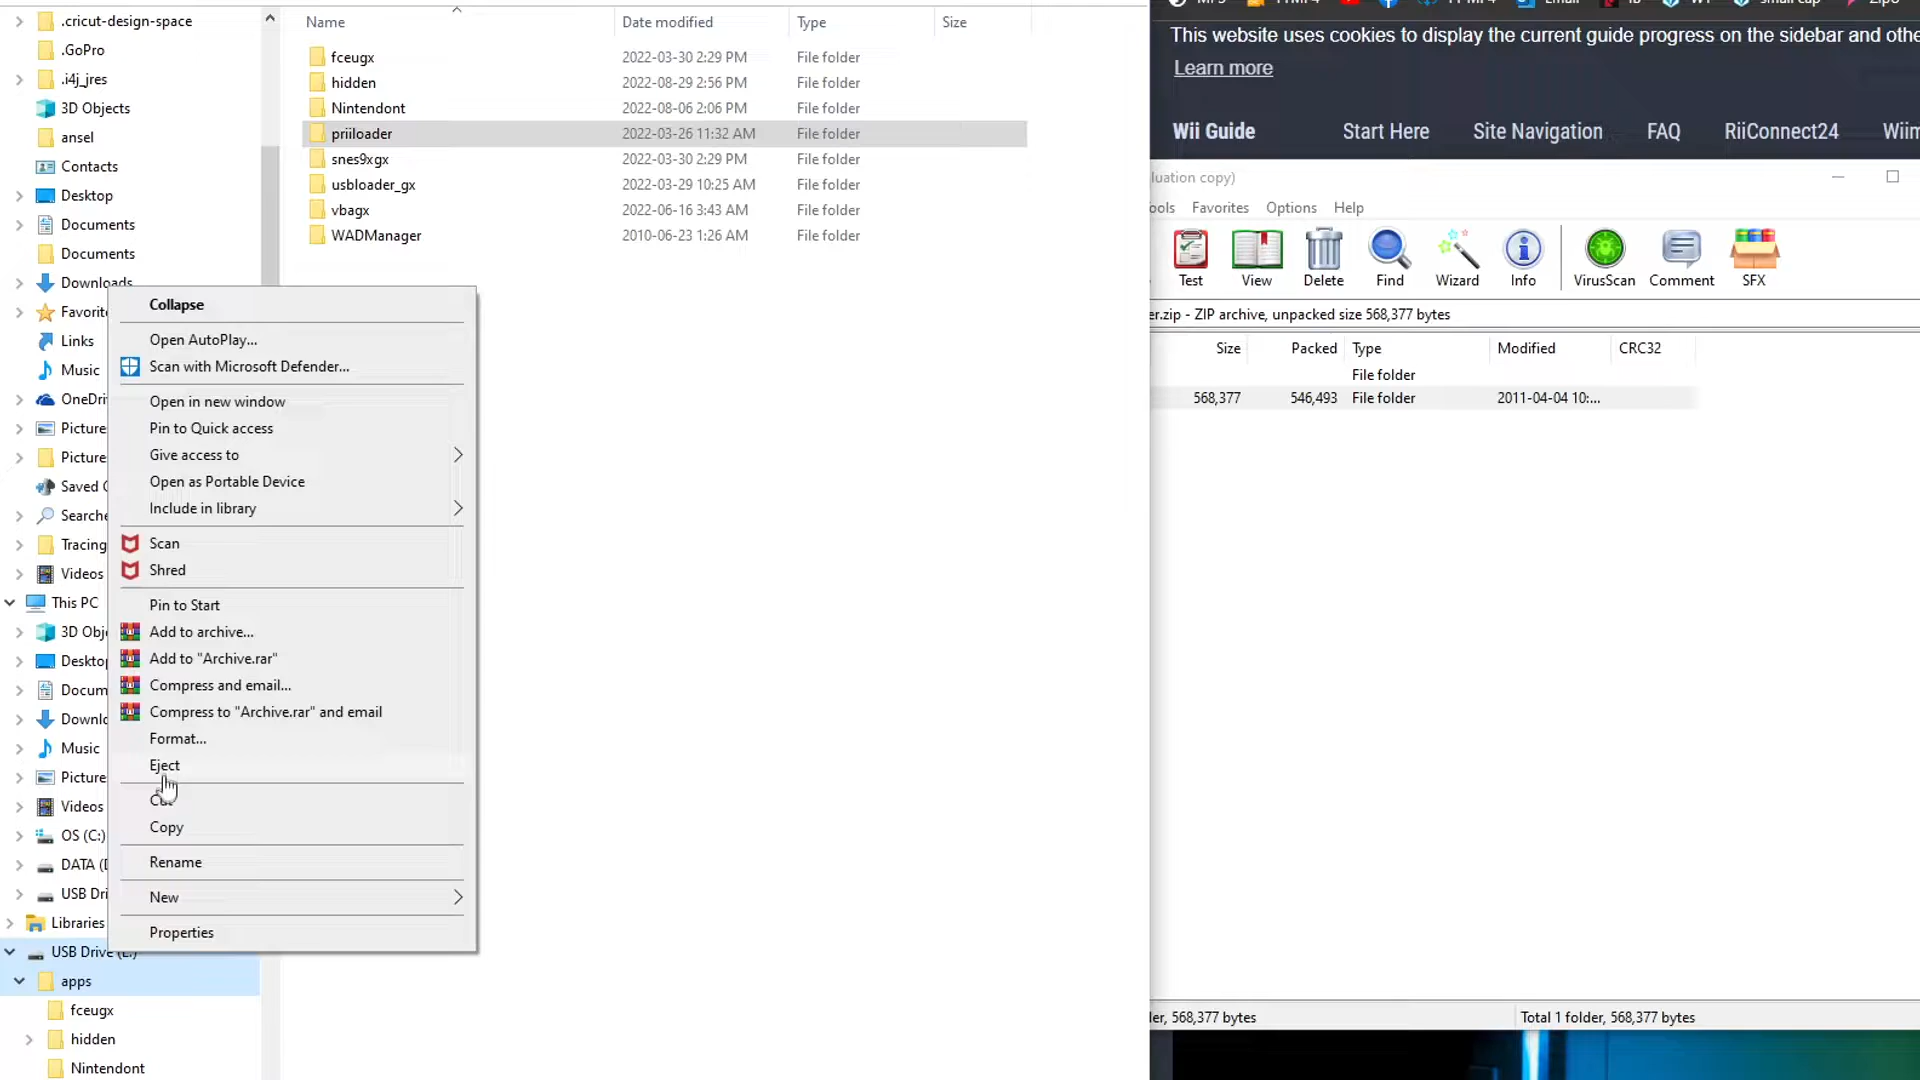 .cricut-design-space
.GoPro
.i4j_jres
3D Objects
ansel
Contacts
Desktop
Documents
Documents
Downloads
Links
Music
Saved
Tracing
Videos
This PC
Music
Videos
OS (C:)
DATA
Libraries
USB Drive (E:)
apps
fceugx
hidden
Nintendont
Name
Date modified
Type
Size
fceugx 2022-03-30 2:29 PM File folder
hidden 2022-08-29 2:56 PM File folder
Nintendont 2022-08-06 2:06 PM File folder
priiloader 2022-03-26 11:32 AM File folder
snes9xgx 2022-03-30 2:29 PM File folder
usbloader_gx 2022-03-29 10:25 AM File folder
vbagx 2022-06-16 3:43 AM File folder
WADManager 2010-06-23 1:26 AM File folder
Collapse
Open AutoPlay...
Scan with Microsoft Defender...
Open in new window
Pin to Quick access
Give access to
Open as Portable Device
Include in library
Scan
Shred
Pin to Start
Add to archive...
Add to "Archive.rar"
Compress and email...
Compress to "Archive.rar" and email
Format...
Eject
Cut
Copy
Rename
New
Properties
This website uses cookies to display the current guide progress on the sidebar and
Learn more
Wii Guide Start Here Site Navigation FAQ RiiConnect24
copy)
Favorites Options Help
Test View Delete Find Wizard Info VirusScan Comment SFX
er.zip - ZIP archive, unpacked size 568,377 bytes
Size Packed Type Modified CRC32
File folder
568,377 546,493 File folder 2011-04-04 10:...
568,377 bytes
Total 1 folder, 568,377 bytes